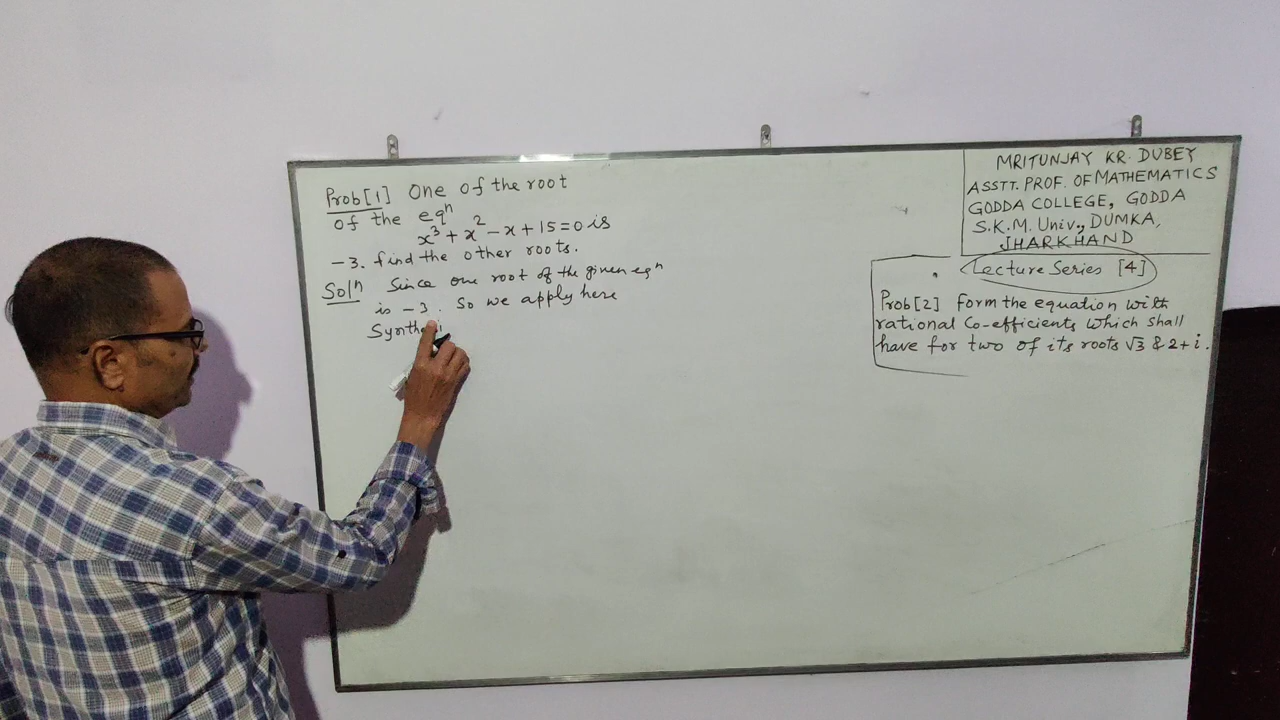 Prob[1] One of the root
of the eqⁿ
x³ + x² - x + 15 = 0 is
-3. find the other roots.
Solⁿ Since one root of the given eqⁿ
is -3. So we apply here
MRITUNJAY KR. DUBEY
ASSTT. PROF. OF MATHEMATICS
GODDA COLLEGE, GODDA
S.K.M. Univ., DUMKA,
JHARKHAND
Lecture Series [4]
Prob[2] Form the equation with
rational Co-efficients which shall
have for two of its roots √3 & 2+i.